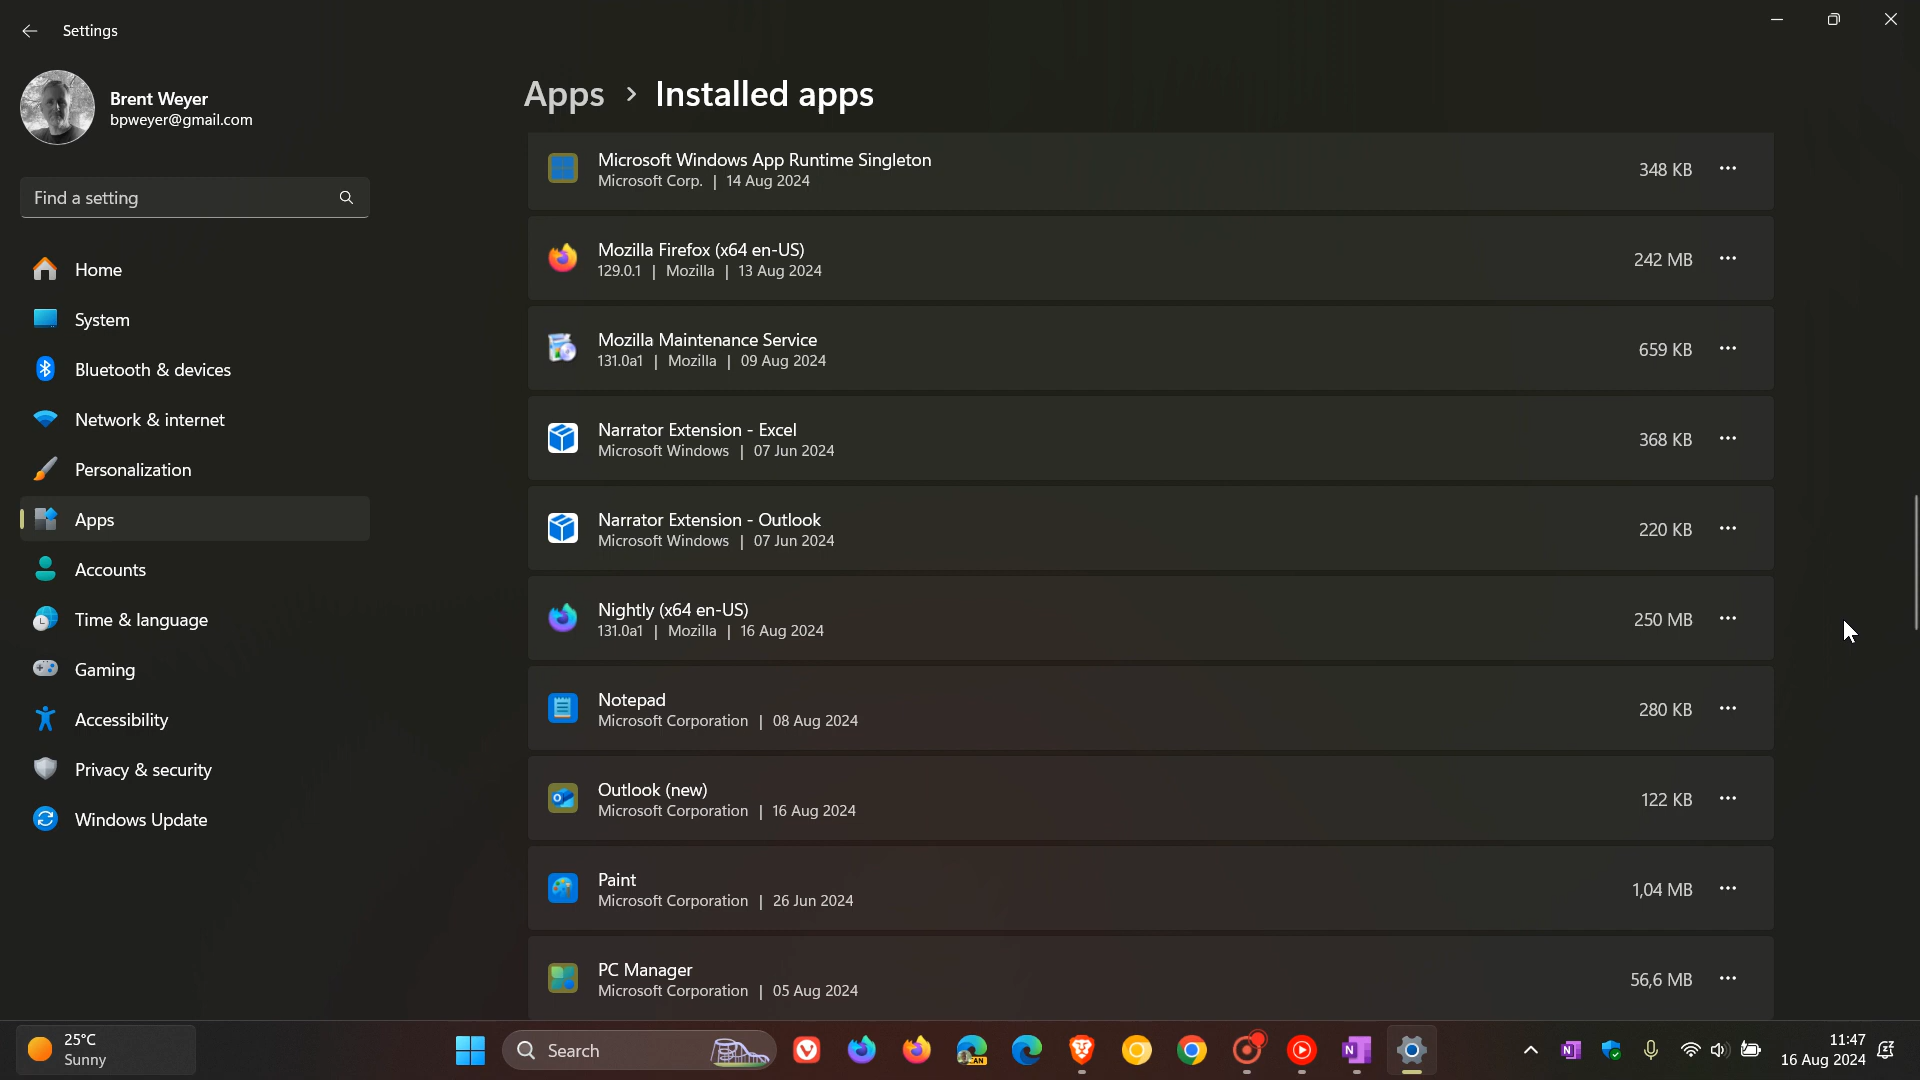 Settings
Brent Weyer
bpweyer@gmail.com
Find a setting
Home
System
Bluetooth & devices
Network & internet
Personalization
Apps
Accounts
Time & language
Gaming
Accessibility
Privacy & security
Windows Update
Apps › Installed apps
Microsoft Windows App Runtime Singleton
Microsoft Corp. | 14 Aug 2024
348 KB
Mozilla Firefox (x64 en-US)
129.0.1 | Mozilla | 13 Aug 2024
242 MB
Mozilla Maintenance Service
131.0a1 | Mozilla | 09 Aug 2024
659 KB
Narrator Extension - Excel
Microsoft Windows | 07 Jun 2024
368 KB
Narrator Extension - Outlook
Microsoft Windows | 07 Jun 2024
220 KB
Nightly (x64 en-US)
131.0a1 | Mozilla | 16 Aug 2024
250 MB
Notepad
Microsoft Corporation | 08 Aug 2024
280 KB
Outlook (new)
Microsoft Corporation | 16 Aug 2024
122 KB
Paint
Microsoft Corporation | 26 Jun 2024
1,04 MB
PC Manager
Microsoft Corporation | 05 Aug 2024
56,6 MB
25°C
Sunny
Search
CAN
11:47
16 Aug 2024